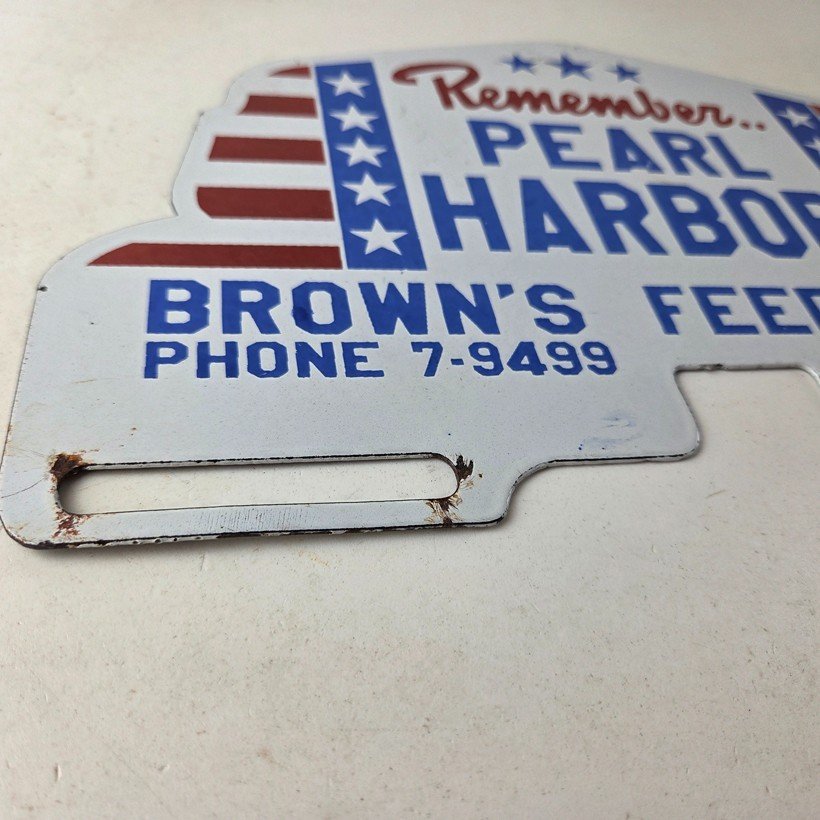 Remember..
PEARL
HARBOR
BROWN'S FEED
PHONE 7-9499